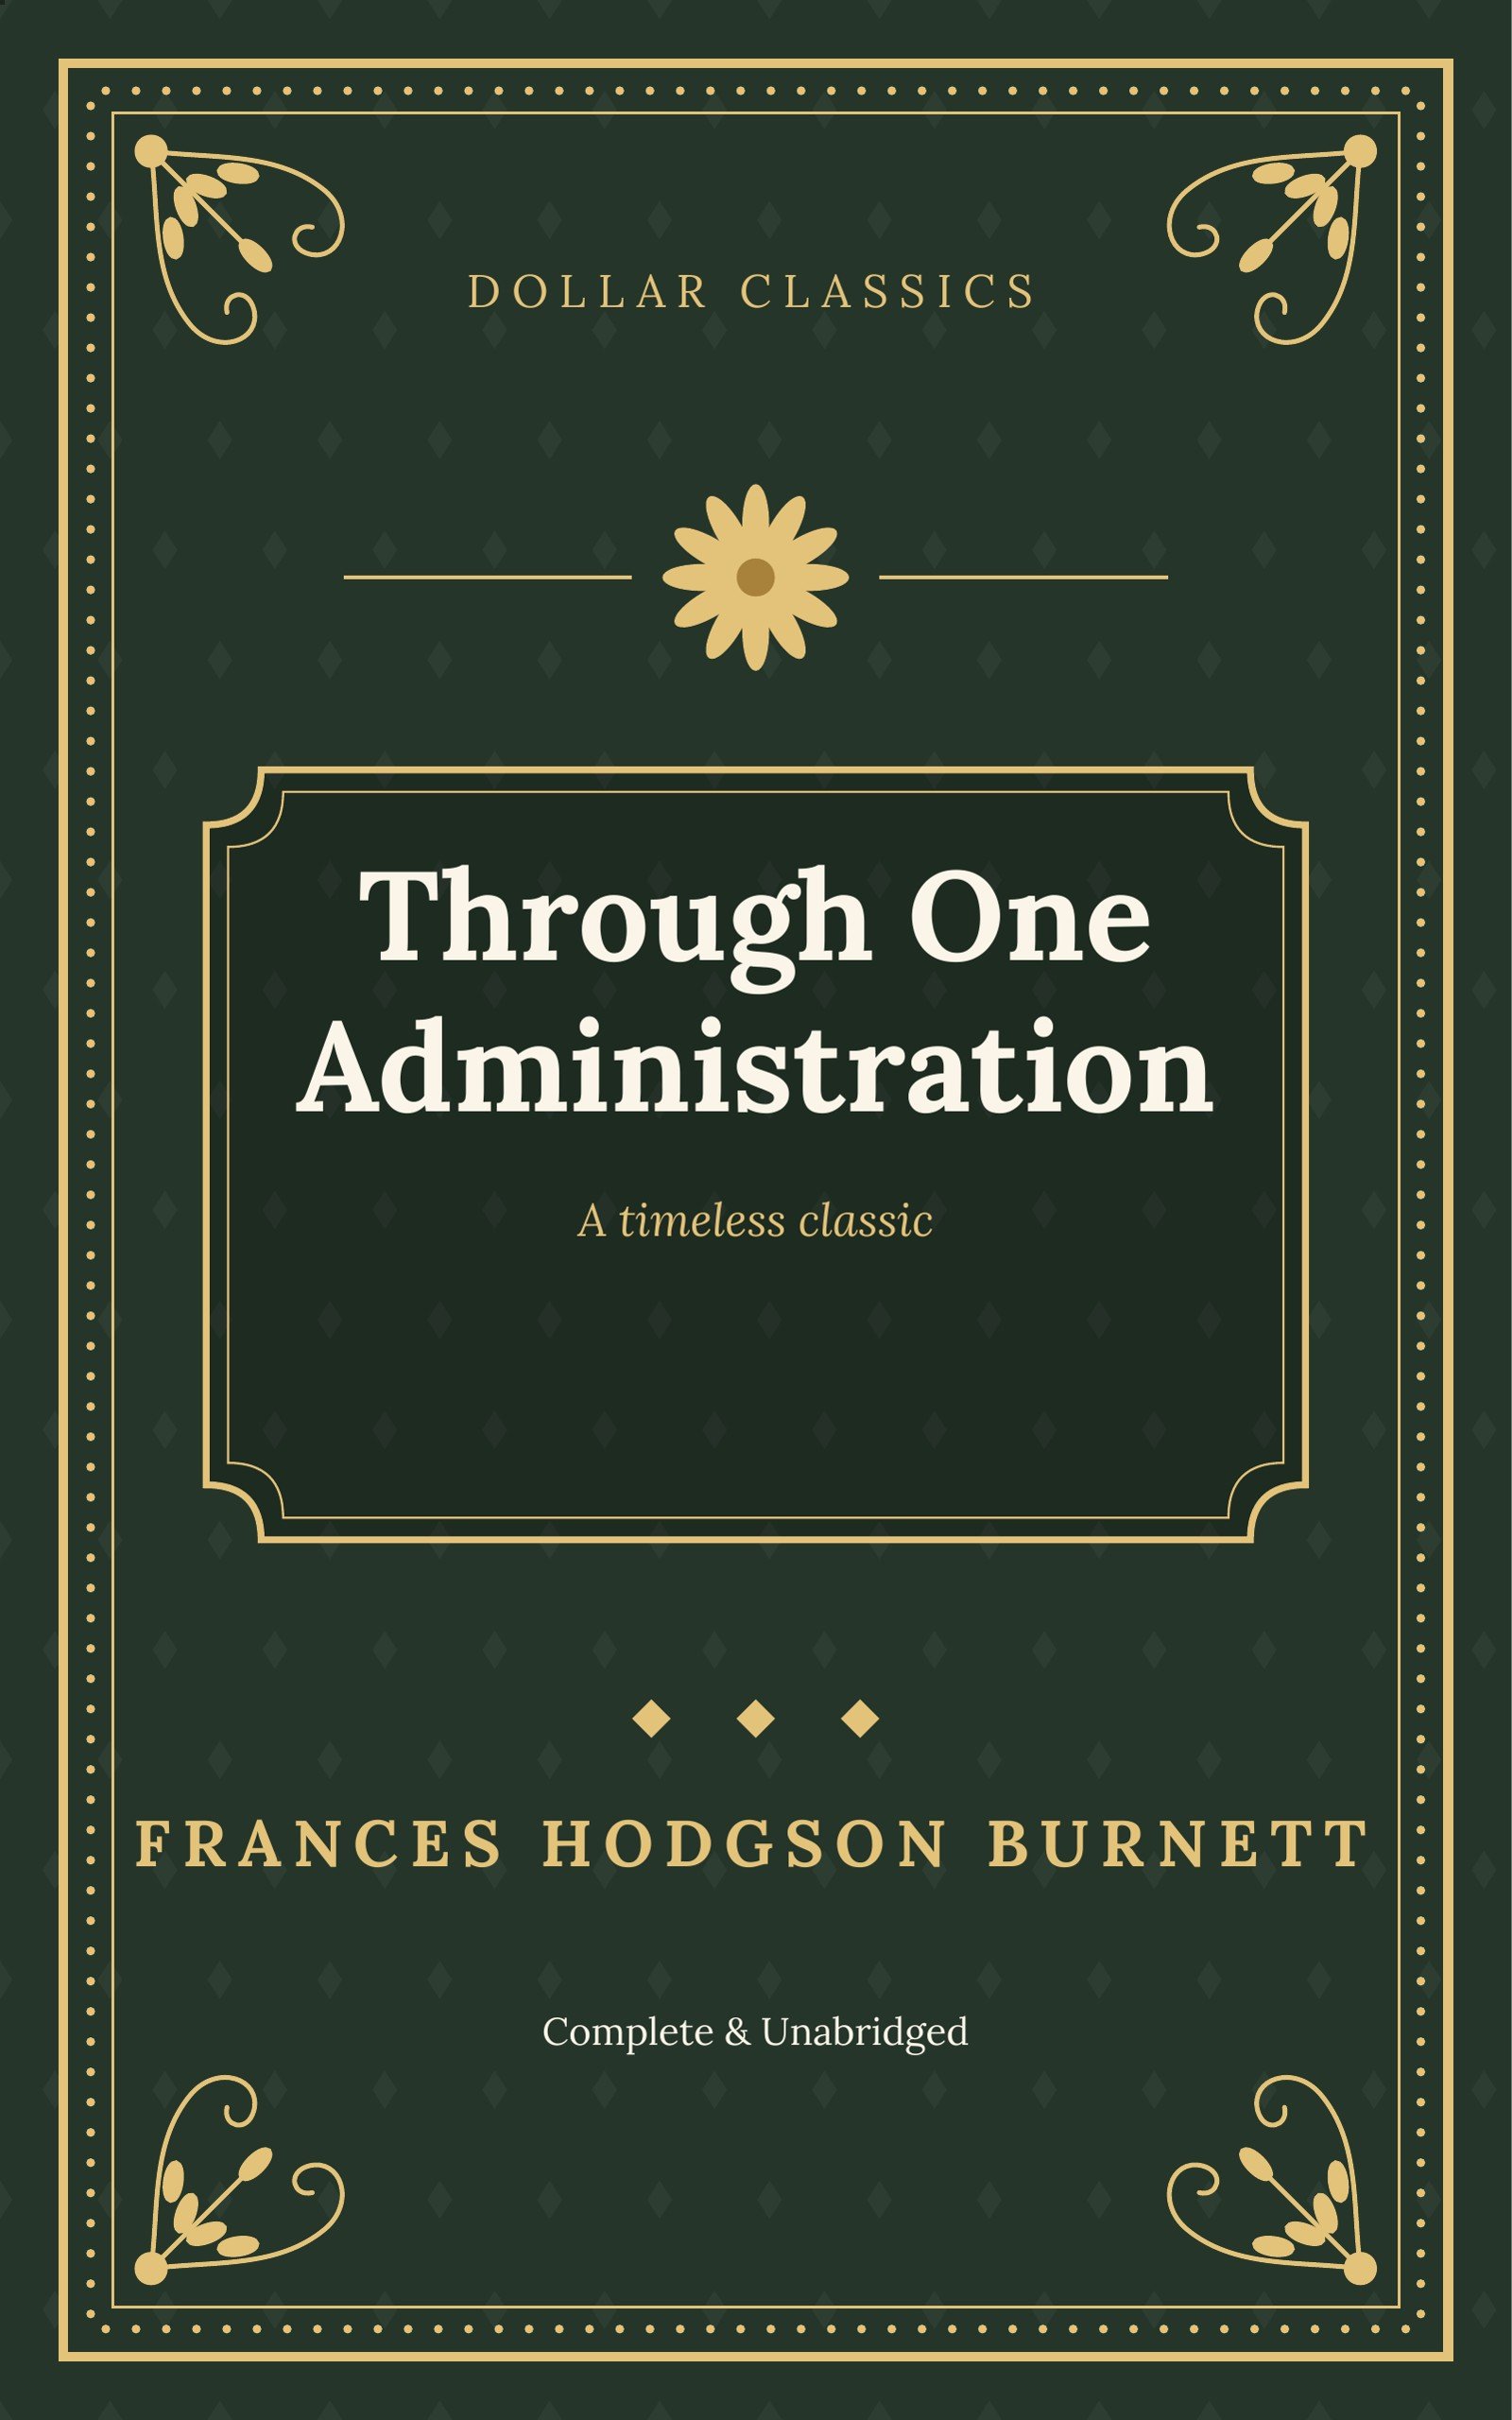 DOLLAR CLASSICS
Through One
Administration
A timeless classic
FRANCES HODGSON BURNETT
Complete & Unabridged